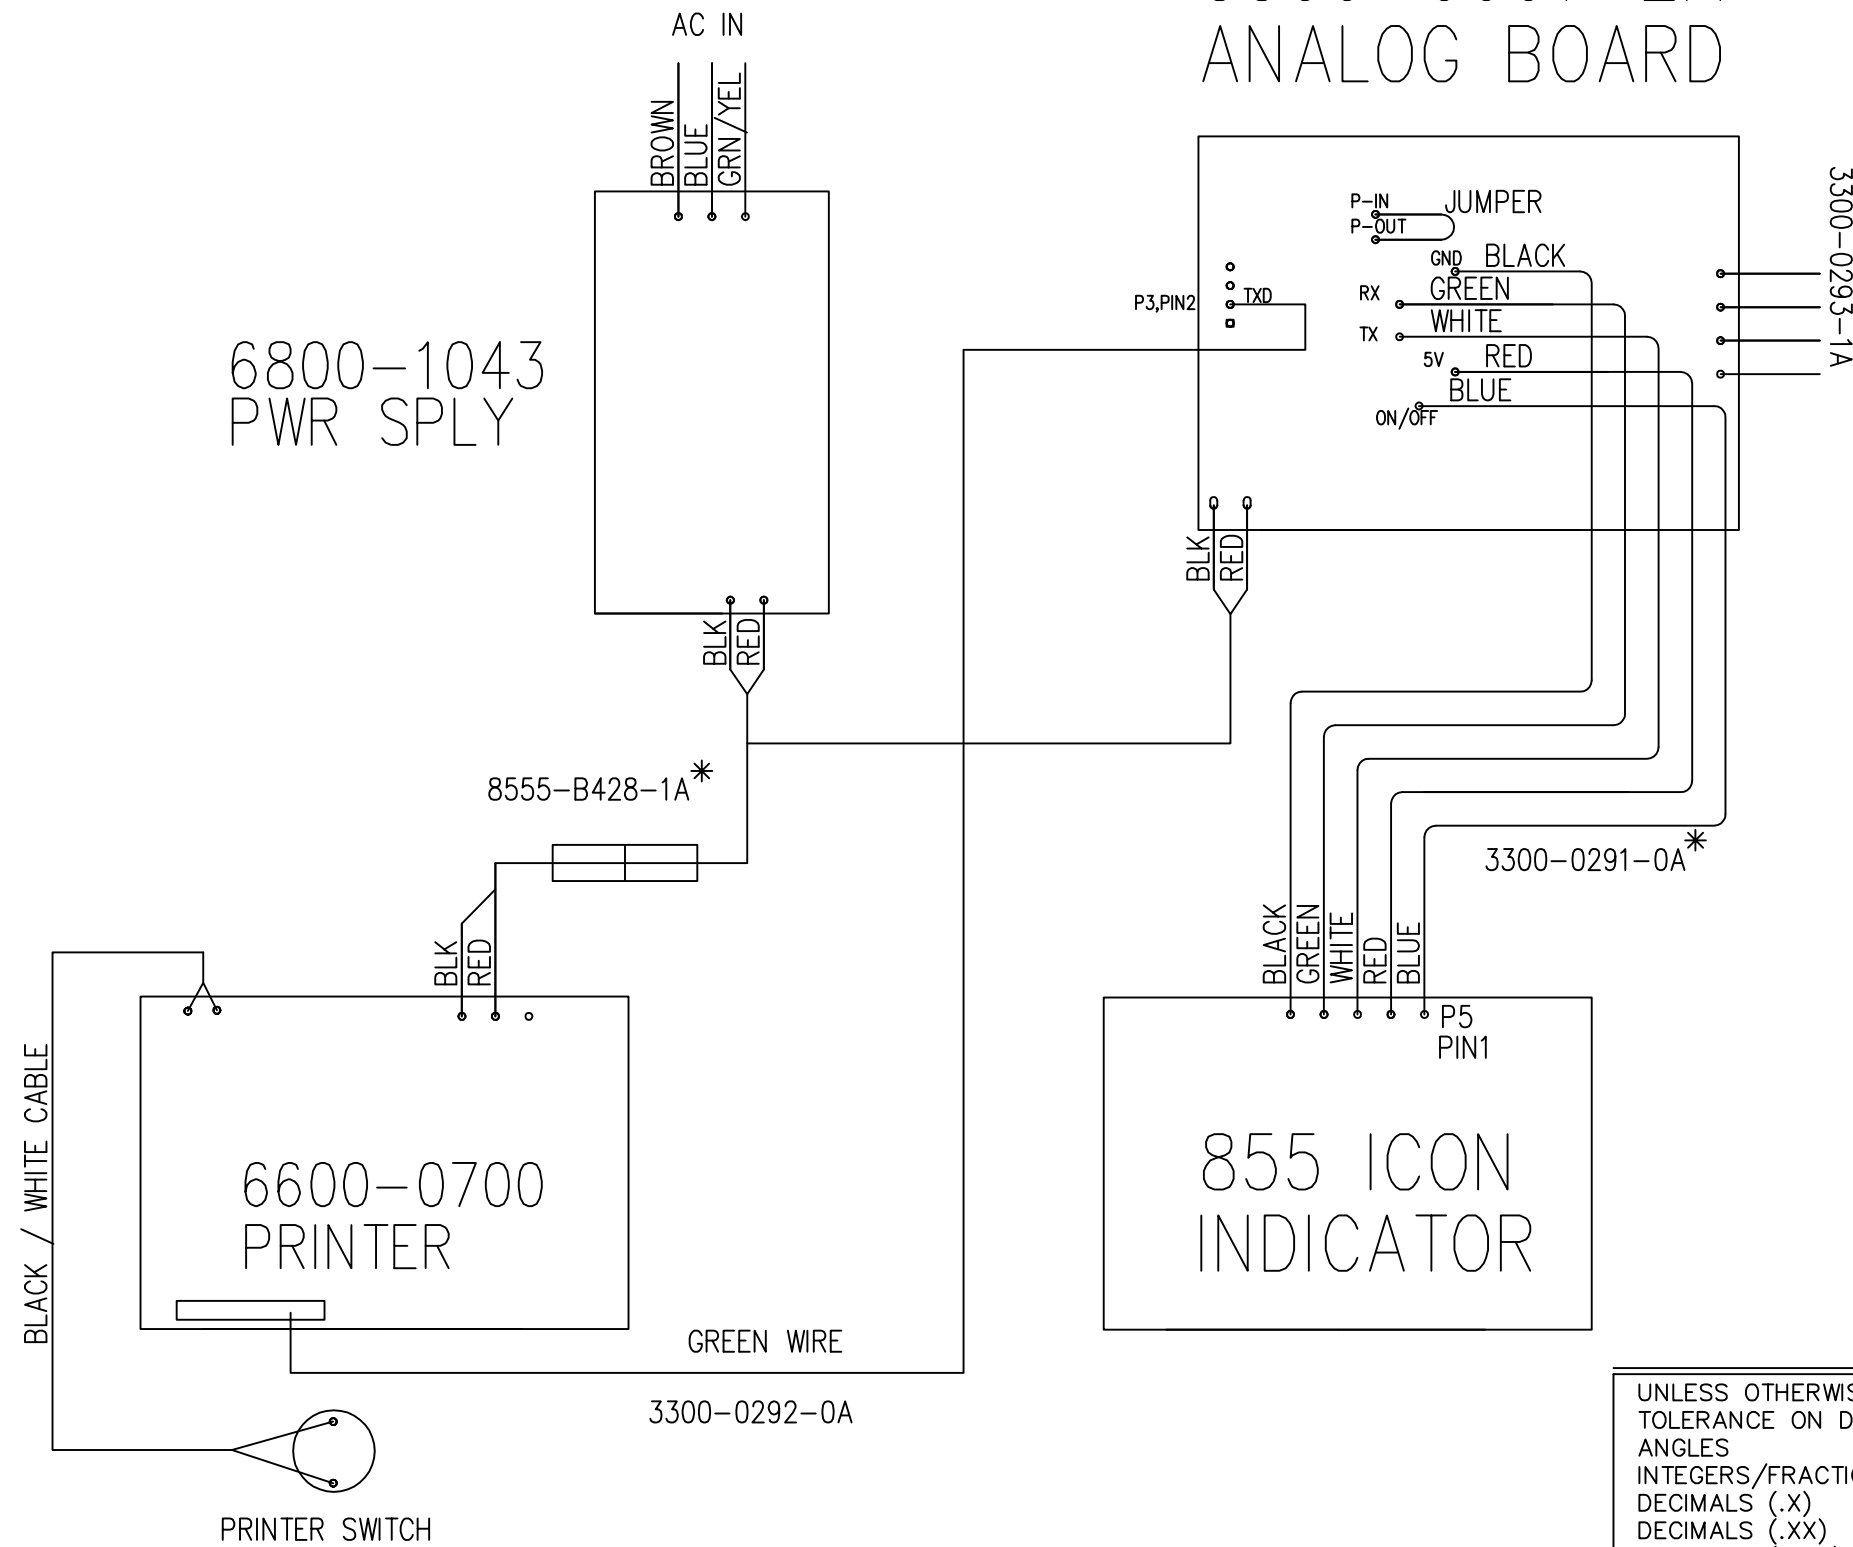 AC IN
ANALOG BOARD
BROWN
BLUE
GRN/YEL
3300-0293-1A
P-IN
JUMPER
P-OUT
GND BLACK
RX GREEN
P3,PIN2 TXD
TX WHITE
5V RED
BLUE
ON/OFF
6800-1043
PWR SPLY
BLK
RED
BLK
RED
8555-B428-1A*
3300-0291-0A*
BLK
RED
BLACK
GREEN
WHITE
RED
BLUE
P5
PIN1
BLACK / WHITE CABLE
6600-0700
PRINTER
855 ICON
INDICATOR
GREEN WIRE
3300-0292-0A
PRINTER SWITCH
UNLESS OTHERWIS
TOLERANCE ON D
ANGLES
INTEGERS/FRACTI
DECIMALS (.X)
DECIMALS (.XX)